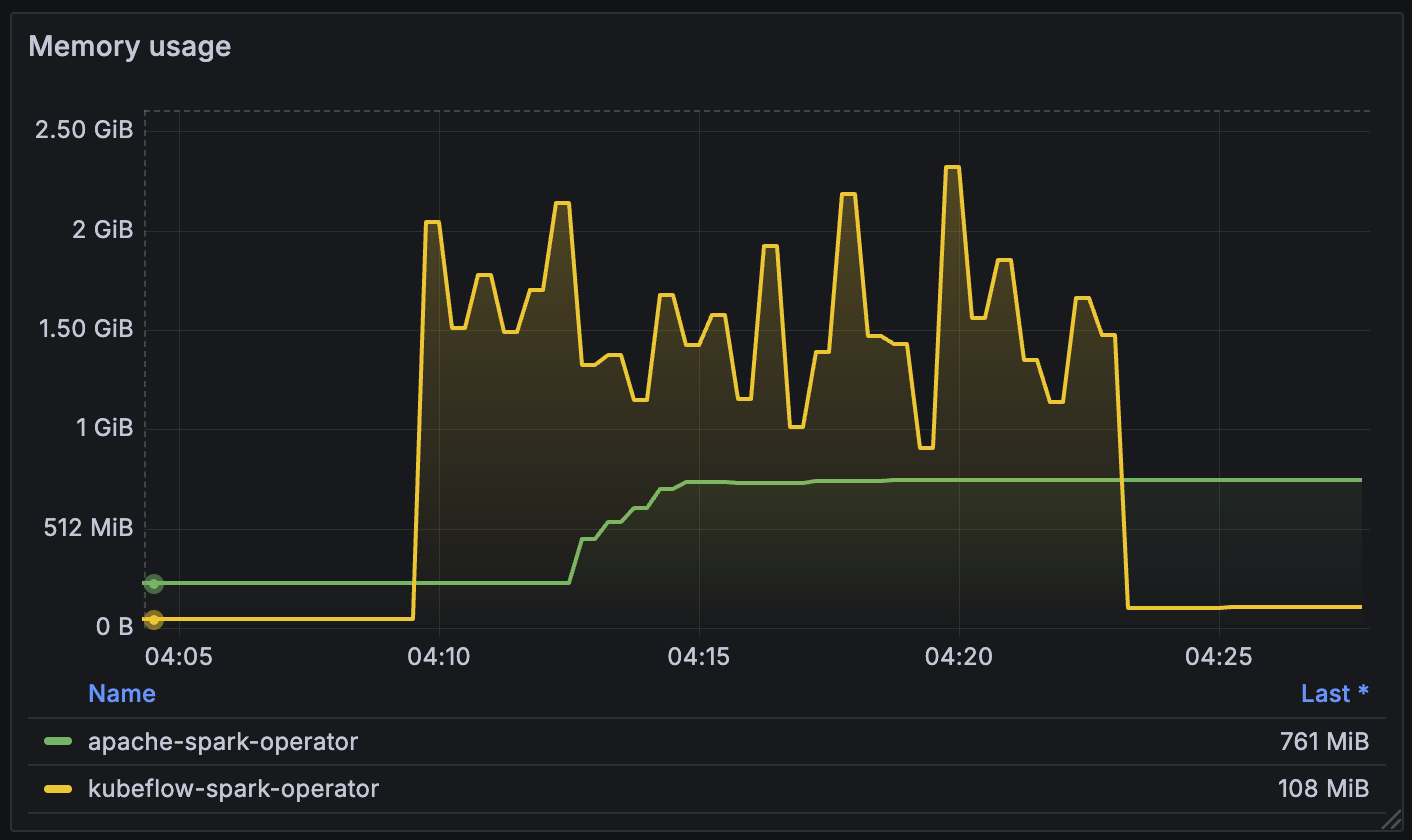 Memory usage
2.50 GiB
2 GiB
1.50 GiB
1 GiB
512 MiB
0 B
04:05 04:10 04:15 04:20 04:25
Name Last *
apache-spark-operator 761 MiB
kubeflow-spark-operator 108 MiB